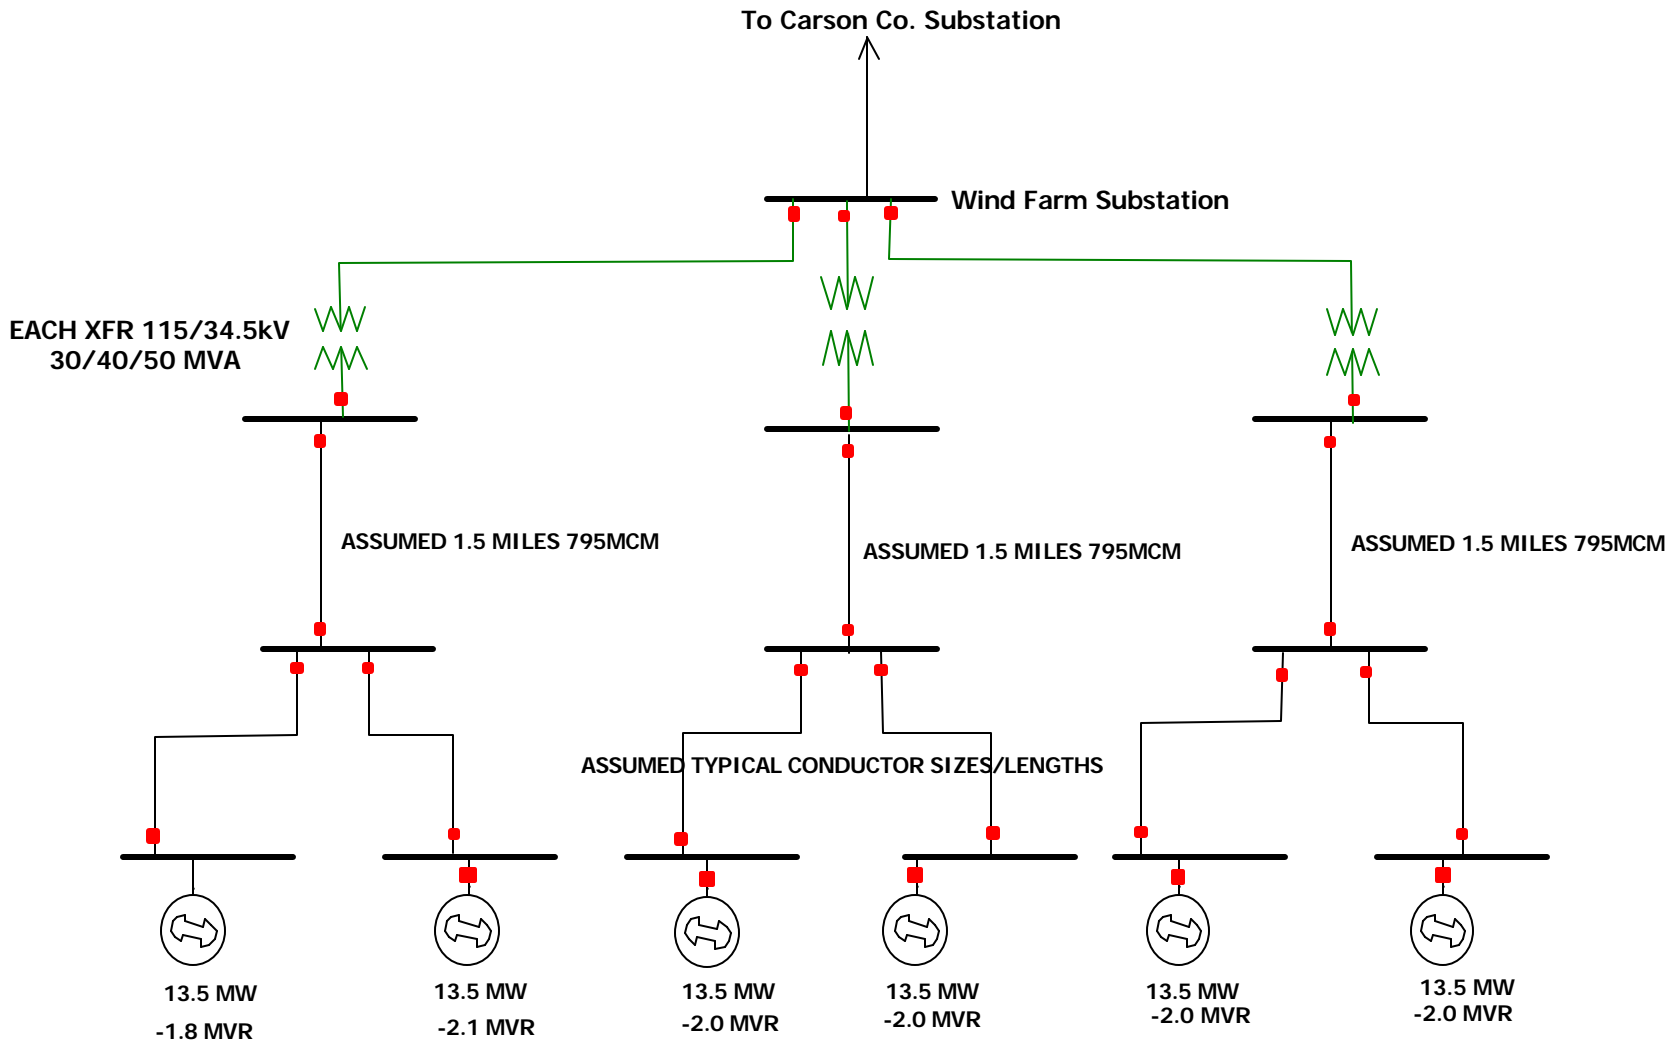 To Carson Co. Substation
Wind Farm Substation
EACH XFR 115/34.5kV
30/40/50 MVA
ASSUMED 1.5 MILES 795MCM
ASSUMED 1.5 MILES 795MCM
ASSUMED 1.5 MILES 795MCM
ASSUMED TYPICAL CONDUCTOR SIZES/LENGTHS
13.5 MW
-1.8 MVR
13.5 MW
-2.1 MVR
13.5 MW
-2.0 MVR
13.5 MW
-2.0 MVR
13.5 MW
-2.0 MVR
13.5 MW
-2.0 MVR